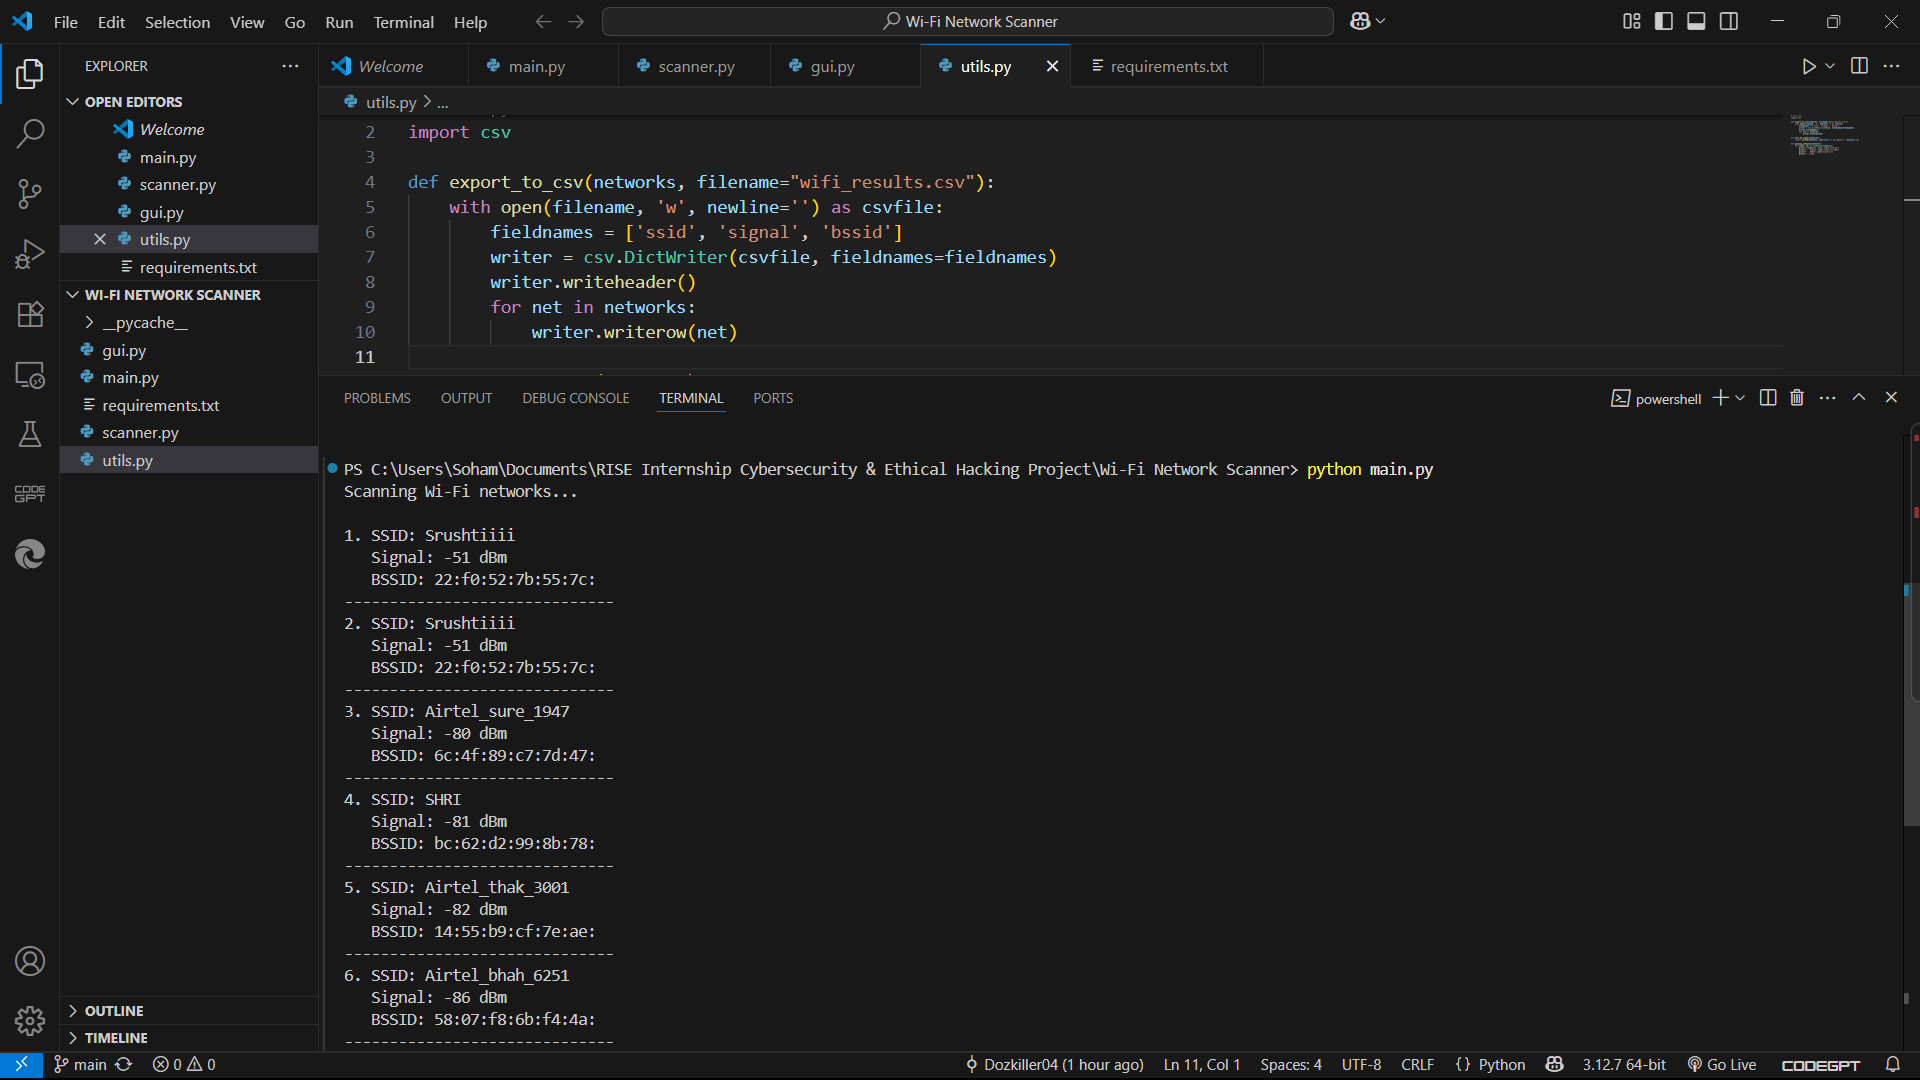 File Edit Selection View Go Run Terminal Help
Wi-Fi Network Scanner
EXPLORER
OPEN EDITORS
Welcome
main.py
scanner.py
gui.py
utils.py
requirements.txt
WI-FI NETWORK SCANNER
__pycache__
gui.py
main.py
requirements.txt
scanner.py
utils.py
OUTLINE
TIMELINE
CODE
GPT
Welcome main.py scanner.py gui.py utils.py requirements.txt
utils.py > ...
2 import csv
3
4 def export_to_csv(networks, filename="wifi_results.csv"):
5 with open(filename, 'w', newline='') as csvfile:
6 fieldnames = ['ssid', 'signal', 'bssid']
7 writer = csv.DictWriter(csvfile, fieldnames=fieldnames)
8 writer.writeheader()
9 for net in networks:
10 writer.writerow(net)
11
PROBLEMS OUTPUT DEBUG CONSOLE TERMINAL PORTS
powershell
PS C:\Users\Soham\Documents\RISE Internship Cybersecurity & Ethical Hacking Project\Wi-Fi Network Scanner> python main.py
Scanning Wi-Fi networks...
1. SSID: Srushtiiii
Signal: -51 dBm
BSSID: 22:f0:52:7b:55:7c:
------------------------------
2. SSID: Srushtiiii
Signal: -51 dBm
BSSID: 22:f0:52:7b:55:7c:
------------------------------
3. SSID: Airtel_sure_1947
Signal: -80 dBm
BSSID: 6c:4f:89:c7:7d:47:
------------------------------
4. SSID: SHRI
Signal: -81 dBm
BSSID: bc:62:d2:99:8b:78:
------------------------------
5. SSID: Airtel_thak_3001
Signal: -82 dBm
BSSID: 14:55:b9:cf:7e:ae:
------------------------------
6. SSID: Airtel_bhah_6251
Signal: -86 dBm
BSSID: 58:07:f8:6b:f4:4a:
------------------------------
main 0 0 Dozkiller04 (1 hour ago) Ln 11, Col 1 Spaces: 4 UTF-8 CRLF {} Python 3.12.7 64-bit Go Live CODEGPT